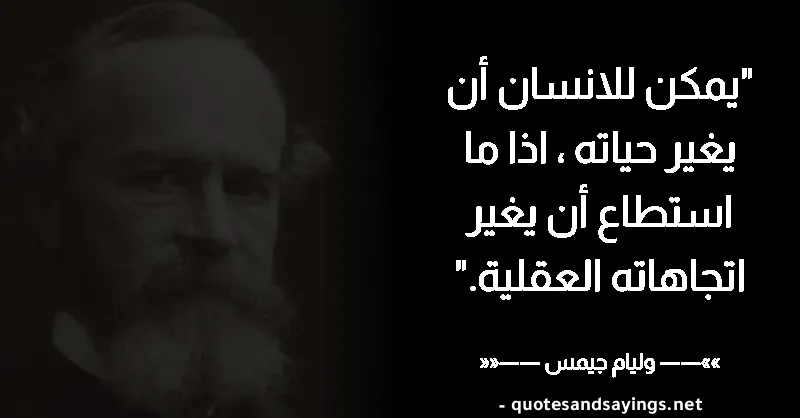 "يمكن للانسان أن
يغير حياته ، اذا ما
استطاع أن يغير
اتجاهاته العقلية."
»»—— وليام جيمس ——««
- quotesandsayings.net